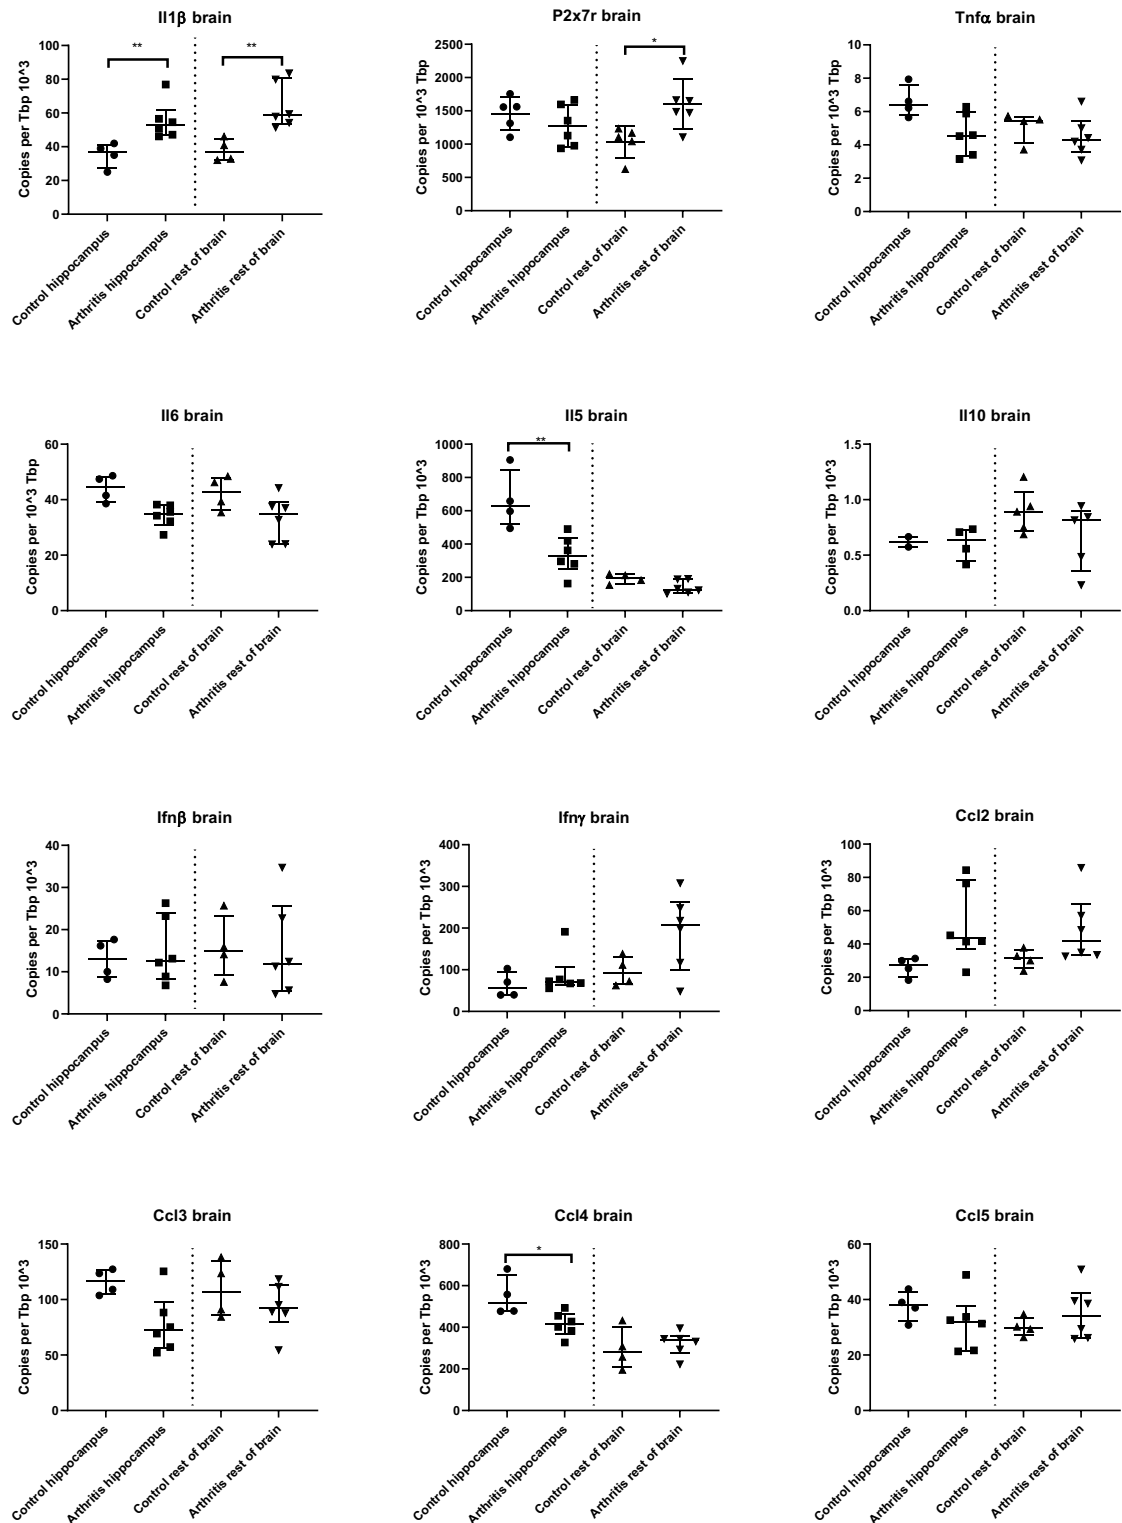 Il1β brain
Copies per Tbp 10^3
100
80
60
40
20
0
**
**
Control hippocampus
Arthritis hippocampus
Control rest of brain
Arthritis rest of brain
P2x7r brain
Copies per 10^3 Tbp
2500
2000
1500
1000
500
0
*
Control hippocampus
Arthritis hippocampus
Control rest of brain
Arthritis rest of brain
Tnfα brain
Copies per 10^3 Tbp
10
8
6
4
2
0
Control hippocampus
Arthritis hippocampus
Control rest of brain
Arthritis rest of brain
Il6 brain
Copies per 10^3 Tbp
60
40
20
0
Control hippocampus
Arthritis hippocampus
Control rest of brain
Arthritis rest of brain
Il5 brain
Copies per Tbp 10^3
1000
800
600
400
200
0
**
Control hippocampus
Arthritis hippocampus
Control rest of brain
Arthritis rest of brain
Il10 brain
Copies per Tbp 10^3
1.5
1.0
0.5
0.0
Control hippocampus
Arthritis hippocampus
Control rest of brain
Arthritis rest of brain
Ifnβ brain
Copies per Tbp 10^3
40
30
20
10
0
Control hippocampus
Arthritis hippocampus
Control rest of brain
Arthritis rest of brain
Ifnγ brain
Copies per Tbp 10^3
400
300
200
100
0
Control hippocampus
Arthritis hippocampus
Control rest of brain
Arthritis rest of brain
Ccl2 brain
Copies per Tbp 10^3
100
80
60
40
20
0
Control hippocampus
Arthritis hippocampus
Control rest of brain
Arthritis rest of brain
Ccl3 brain
Copies per Tbp 10^3
150
100
50
0
Control hippocampus
Arthritis hippocampus
Control rest of brain
Arthritis rest of brain
Ccl4 brain
Copies per Tbp 10^3
800
600
400
200
0
*
Control hippocampus
Arthritis hippocampus
Control rest of brain
Arthritis rest of brain
Ccl5 brain
Copies per Tbp 10^3
60
40
20
0
Control hippocampus
Arthritis hippocampus
Control rest of brain
Arthritis rest of brain